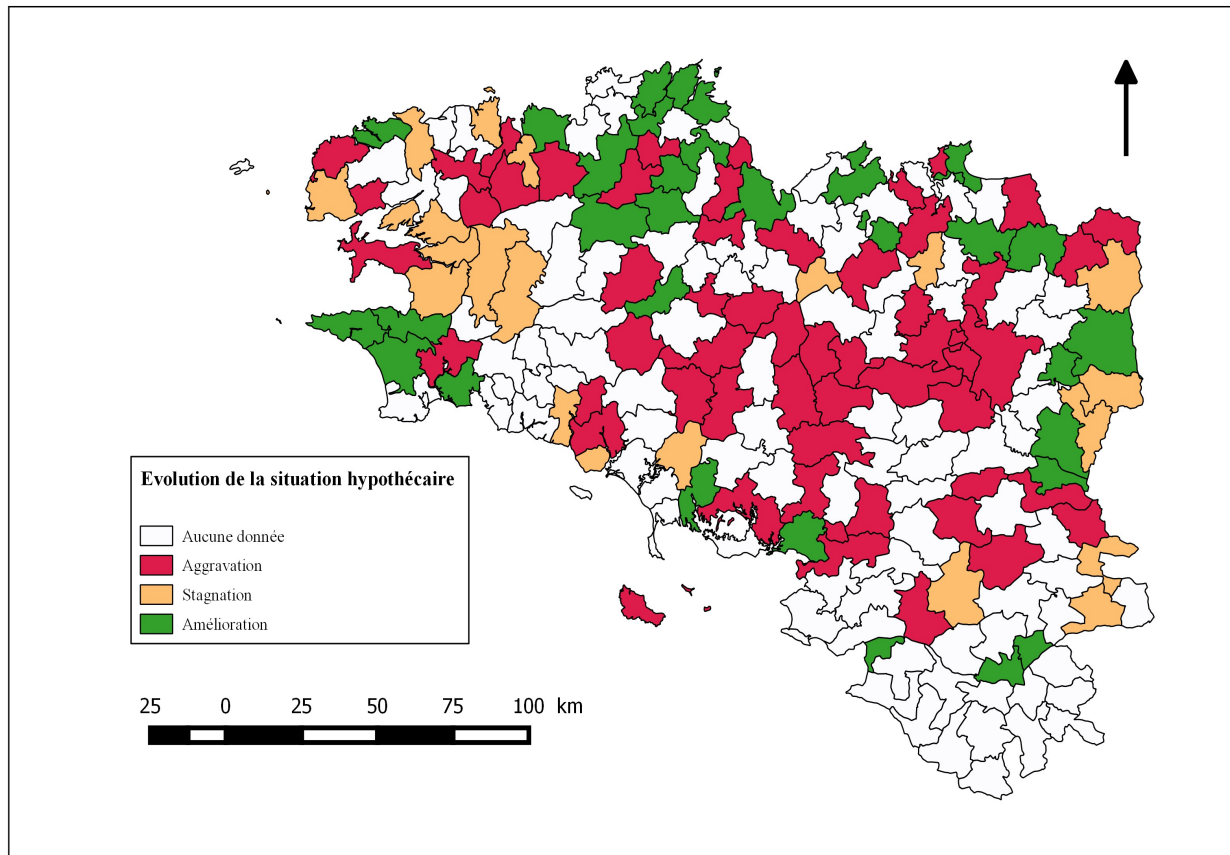 Evolution de la situation hypothécaire
Aucune donnée
Aggravation
Stagnation
Amélioration
25 0 25 50 75 100 km